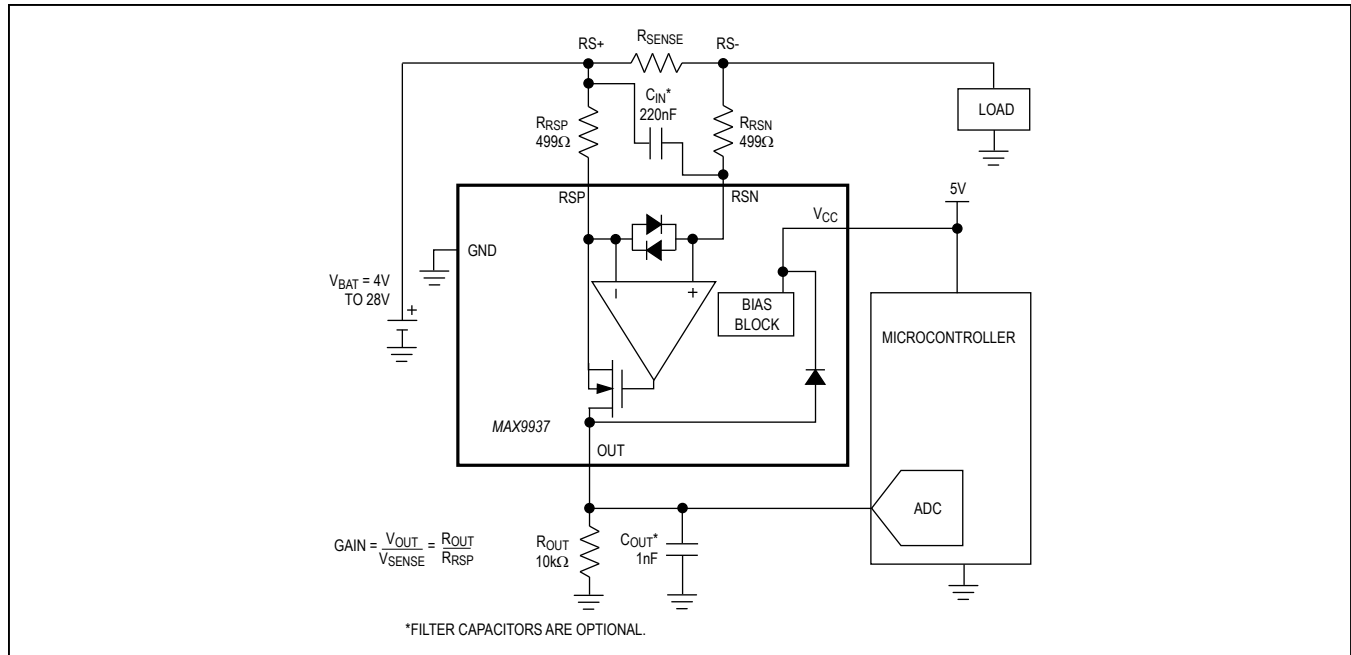 RS+
RSENSE
RS-
CIN*
220nF
RRSP
499Ω
RRSN
499Ω
LOAD
RSP
RSN
5V
VCC
GND
VBAT = 4V
TO 28V
+
-
+
BIAS
BLOCK
MICROCONTROLLER
MAX9937
OUT
ADC
GAIN = VOUT/VSENSE = ROUT/RRSP
ROUT
10kΩ
COUT*
1nF
*FILTER CAPACITORS ARE OPTIONAL.